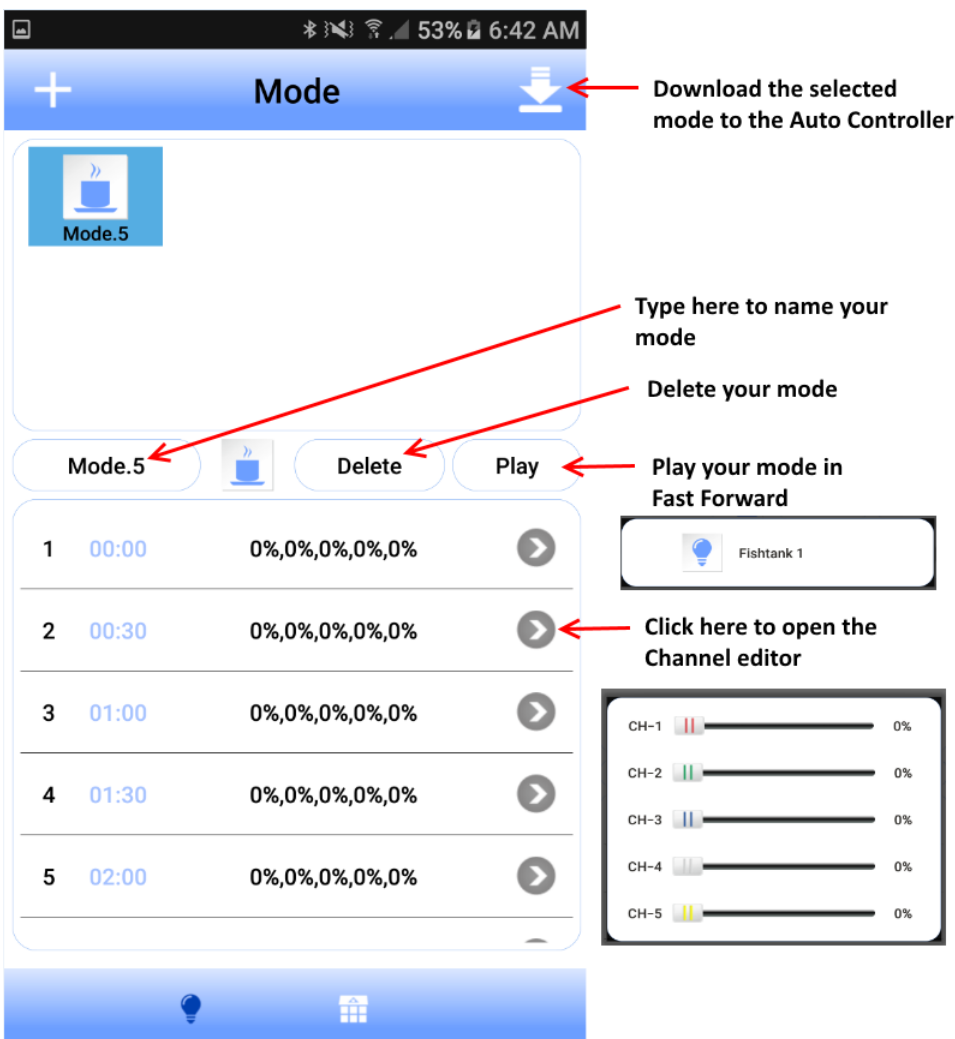 53% 6:42 AM
Mode
Download the selected
mode to the Auto Controller
Mode.5
Type here to name your
mode
Delete your mode
Mode.5 Delete Play
Play your mode in
Fast Forward
Fishtank 1
1 00:00 0%,0%,0%,0%,0%
2 00:30 0%,0%,0%,0%,0%
Click here to open the
Channel editor
3 01:00 0%,0%,0%,0%,0%
4 01:30 0%,0%,0%,0%,0%
5 02:00 0%,0%,0%,0%,0%
CH-1 0%
CH-2 0%
CH-3 0%
CH-4 0%
CH-5 0%